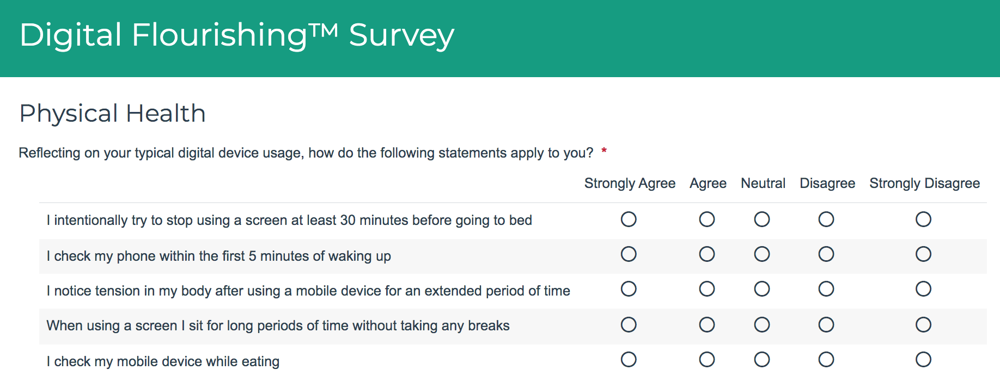 Digital Flourishing™ Survey
Physical Health
Reflecting on your typical digital device usage, how do the following statements apply to you? *
Strongly Agree Agree Neutral Disagree Strongly Disagree
I intentionally try to stop using a screen at least 30 minutes before going to bed
I check my phone within the first 5 minutes of waking up
I notice tension in my body after using a mobile device for an extended period of time
When using a screen I sit for long periods of time without taking any breaks
I check my mobile device while eating